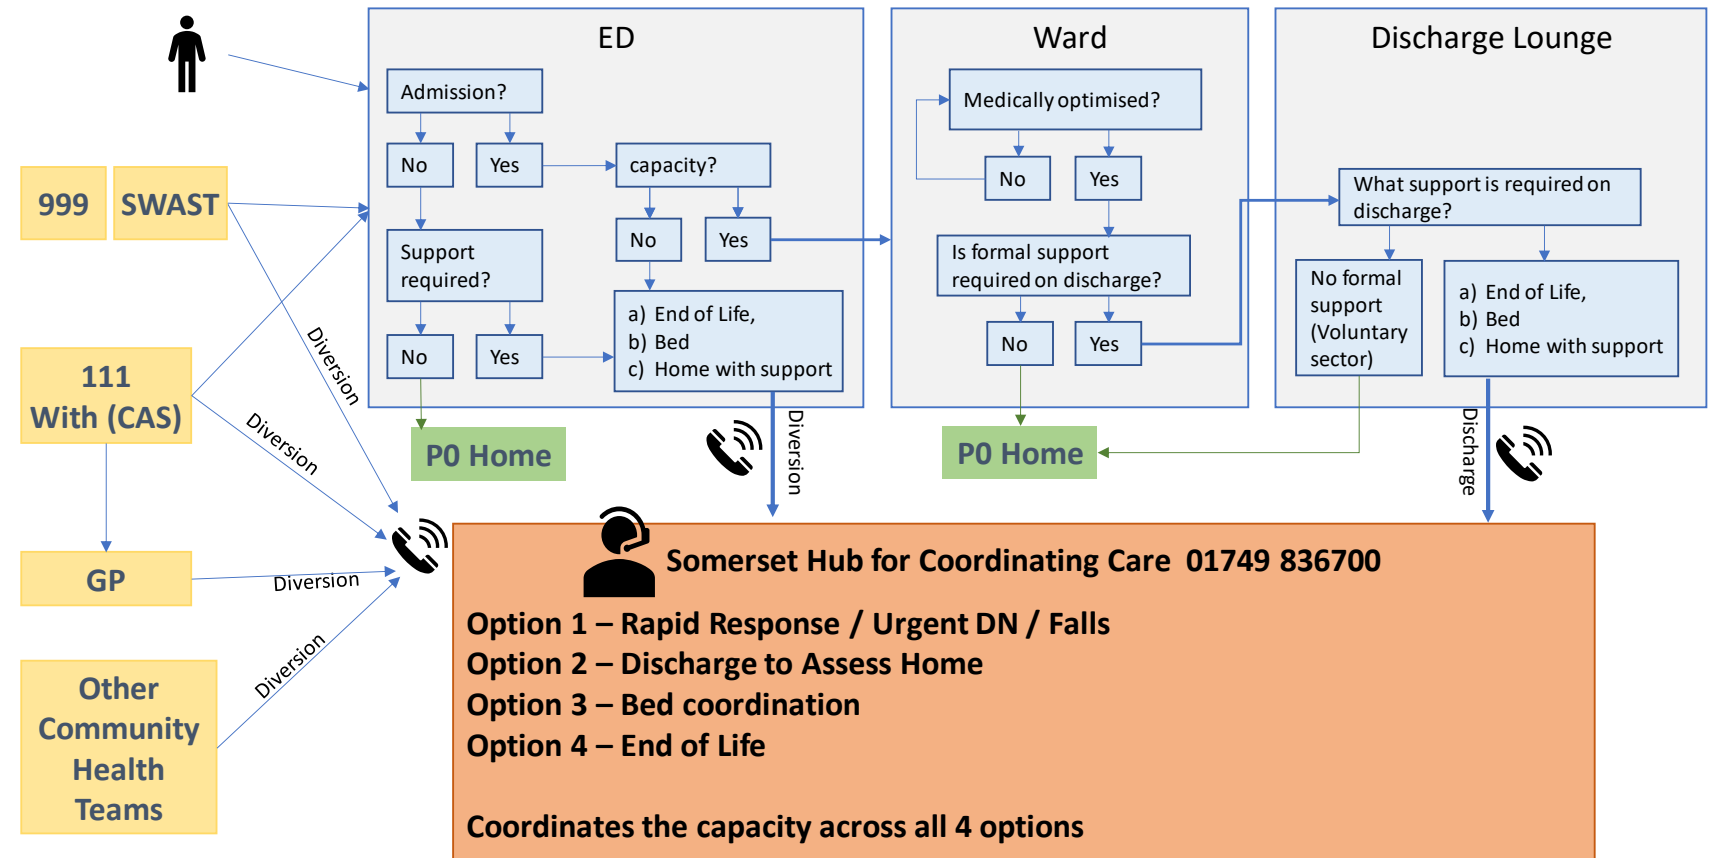 ED
Admission?
No
Yes
capacity?
No
Yes
Support
required?
No
Yes
a) End of Life,
b) Bed
c) Home with support
Ward
Medically optimised?
No
Yes
Is formal support
required on discharge?
No
Yes
Discharge Lounge
What support is required on
discharge?
No formal
support
(Voluntary
sector)
a) End of Life,
b) Bed
c) Home with support
999
SWAST
111
With (CAS)
GP
Other
Community
Health
Teams
Diversion
Diversion
Diversion
Diversion
P0 Home
Diversion
P0 Home
Discharge
Somerset Hub for Coordinating Care 01749 836700
Option 1 – Rapid Response / Urgent DN / Falls
Option 2 – Discharge to Assess Home
Option 3 – Bed coordination
Option 4 – End of Life
Coordinates the capacity across all 4 options